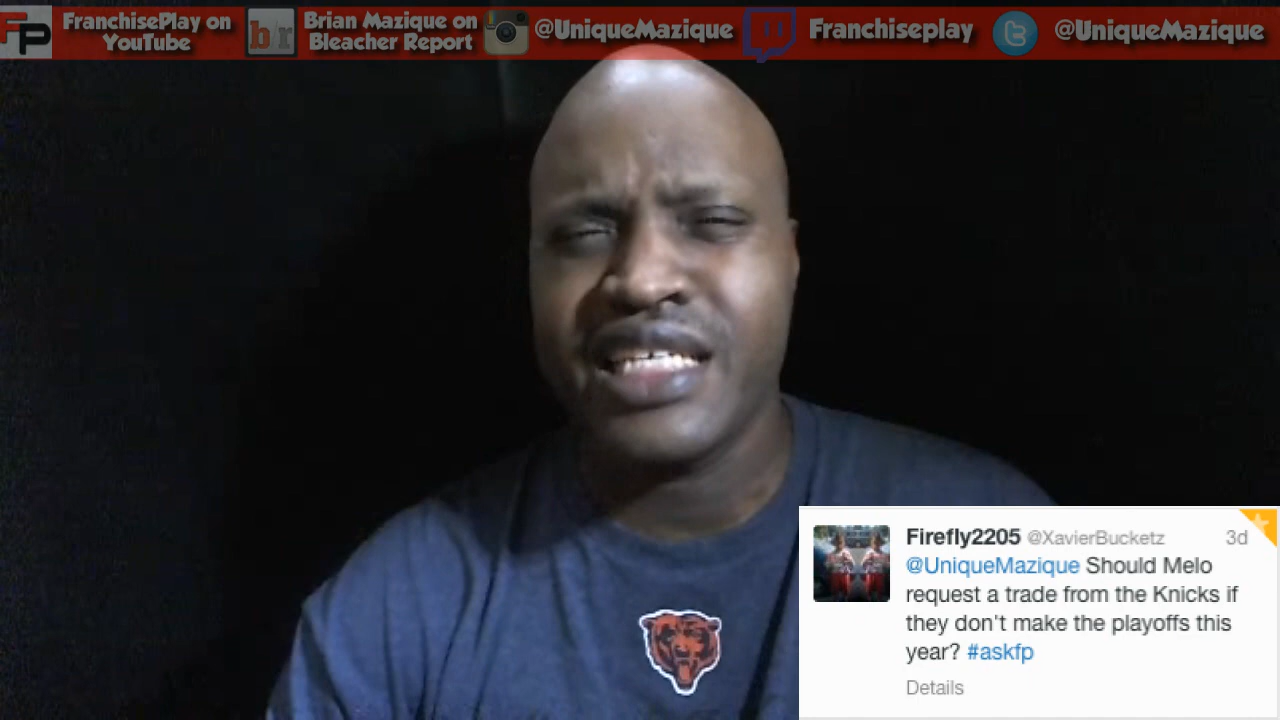 FP
FranchisePlay on
YouTube
br
Brian Mazique on
Bleacher Report
@UniqueMazique
Franchiseplay
@UniqueMazique
Firefly2205 @XavierBucketz 3d
@UniqueMazique Should Melo
request a trade from the Knicks if
they don't make the playoffs this
year? #askfp
Details